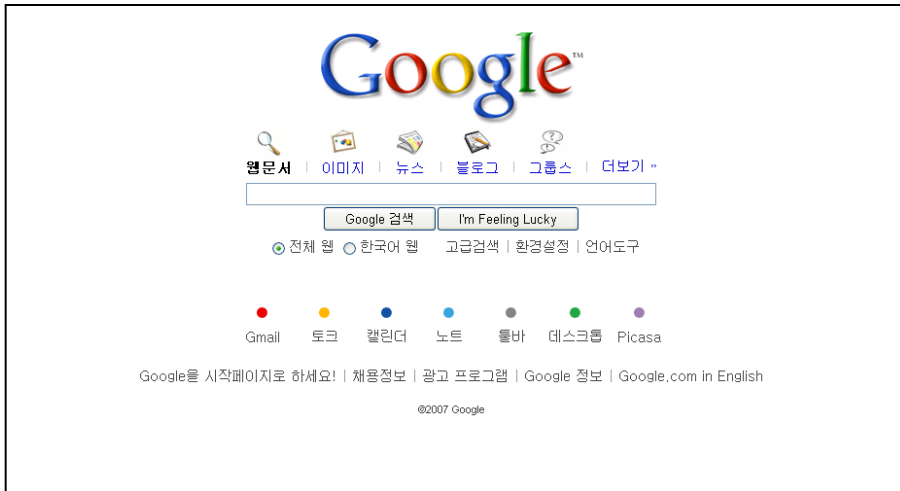 Google™
웹문서 | 이미지 | 뉴스 | 블로그 | 그룹스 | 더보기 »
Google 검색 I'm Feeling Lucky
전체 웹 한국어 웹 고급검색 | 환경설정 | 언어도구
Gmail 토크 캘린더 노트 툴바 데스크톱 Picasa
Google을 시작페이지로 하세요! | 채용정보 | 광고 프로그램 | Google 정보 | Google.com in English
©2007 Google